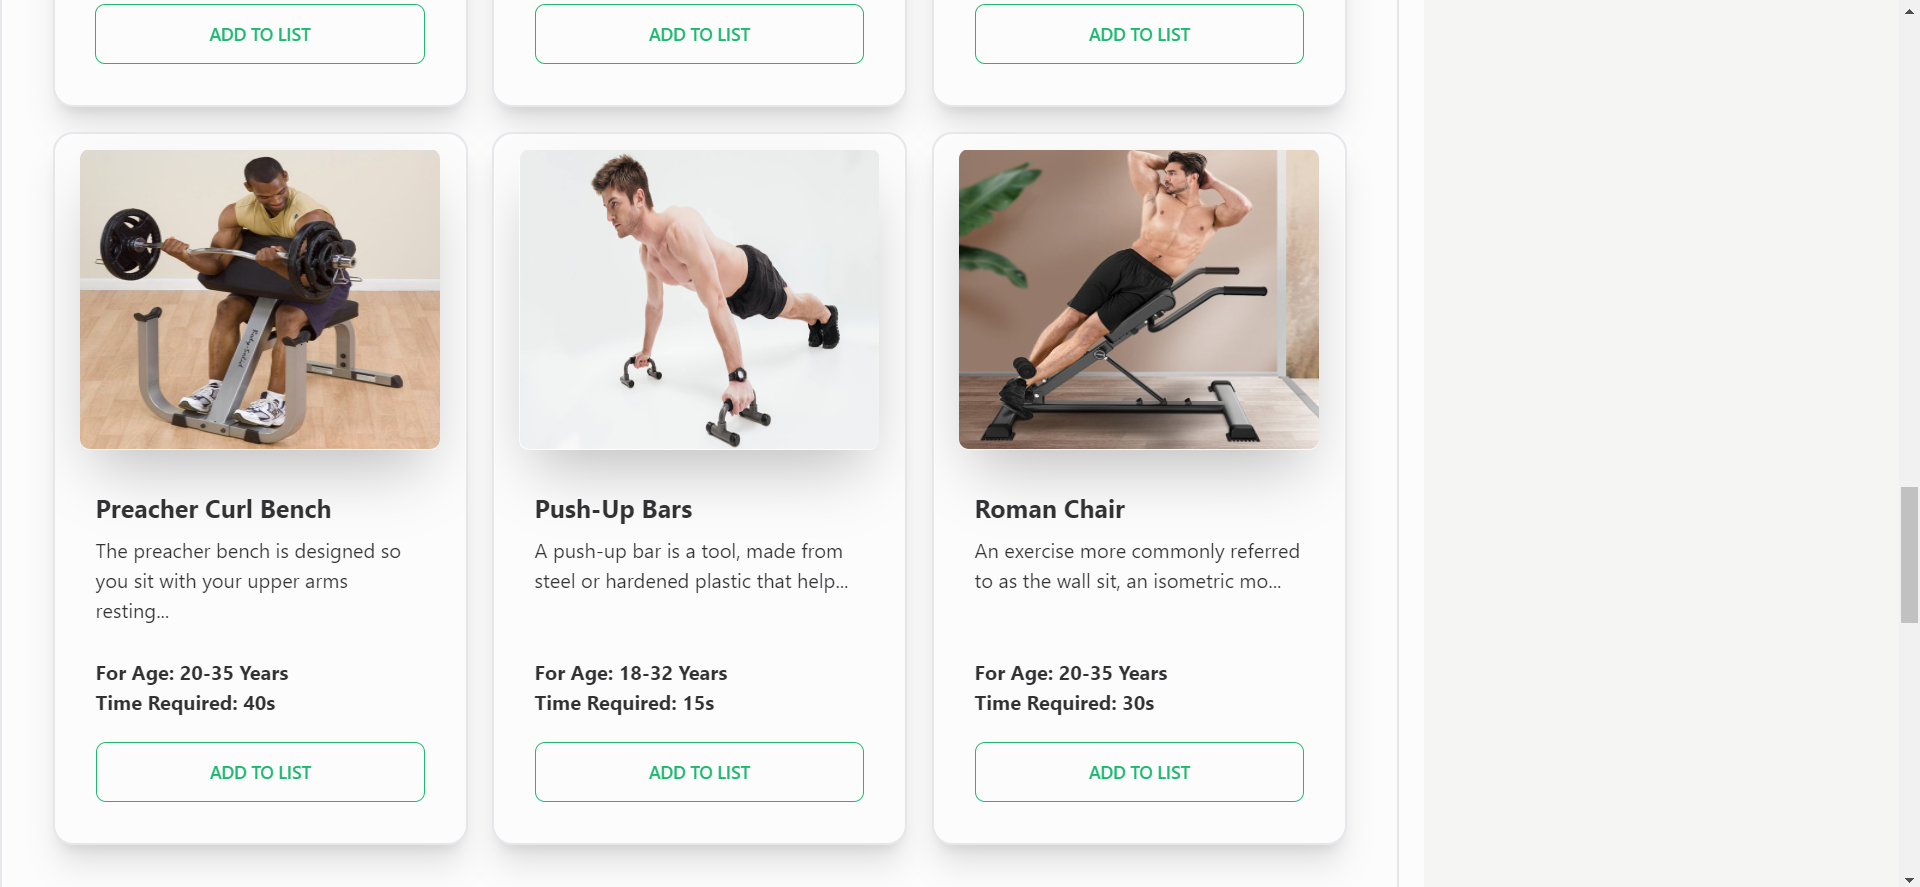 ADD TO LIST
ADD TO LIST
ADD TO LIST
Preacher Curl Bench
The preacher bench is designed so
you sit with your upper arms
resting...
For Age: 20-35 Years
Time Required: 40s
ADD TO LIST
Push-Up Bars
A push-up bar is a tool, made from
steel or hardened plastic that help...
For Age: 18-32 Years
Time Required: 15s
ADD TO LIST
Roman Chair
An exercise more commonly referred
to as the wall sit, an isometric mo...
For Age: 20-35 Years
Time Required: 30s
ADD TO LIST